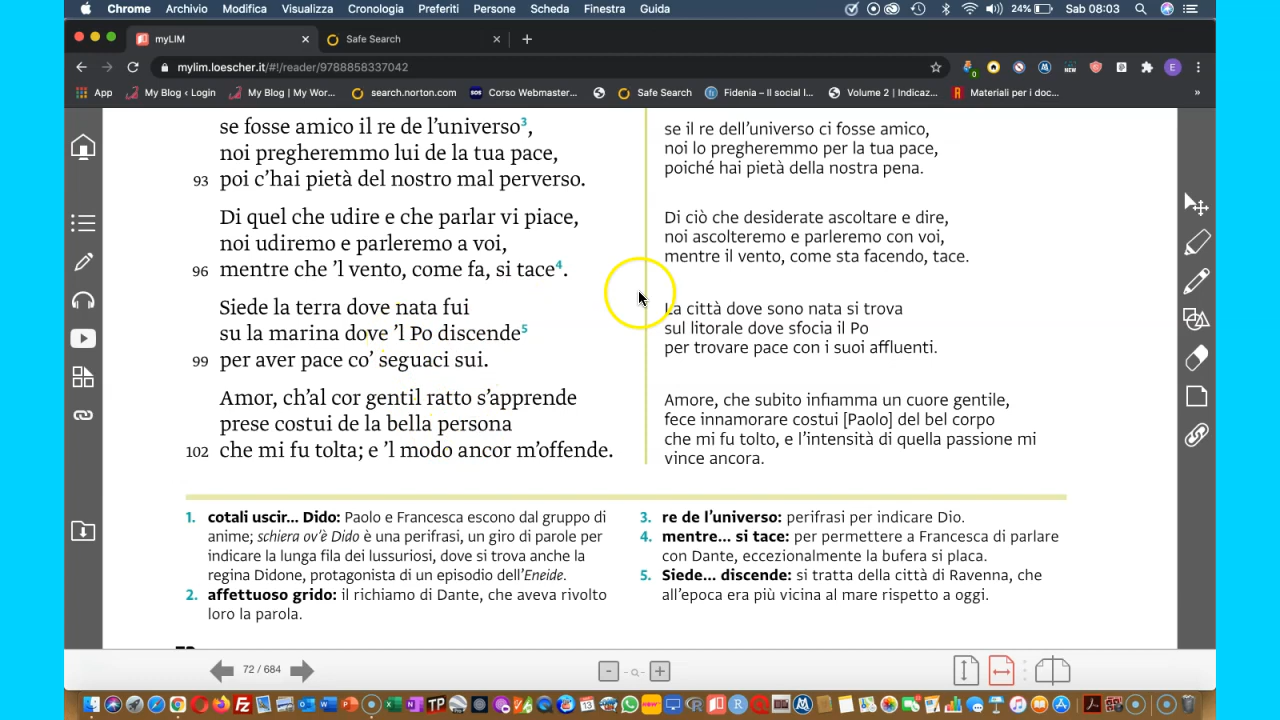 Chrome Archivio Modifica Visualizza Cronologia Preferiti Persone Scheda Finestra Guida 24% Sab 08:03
myLIM Safe Search
mylim.loescher.it/#!/reader/9788858337042
App My Blog ‹ Login My Blog | My Wor... search.norton.com SOS Corso Webmaster... Safe Search Fidenia – Il social l... Volume 2 | Indicaz... Materiali per i doc... »
se fosse amico il re de l'universo³,
noi pregheremmo lui de la tua pace,
93 poi c'hai pietà del nostro mal perverso.
Di quel che udire e che parlar vi piace,
noi udiremo e parleremo a voi,
96 mentre che 'l vento, come fa, si tace⁴.
Siede la terra dove nata fui
su la marina dove 'l Po discende⁵
99 per aver pace co' seguaci sui.
Amor, ch'al cor gentil ratto s'apprende
prese costui de la bella persona
102 che mi fu tolta; e 'l modo ancor m'offende.
se il re dell'universo ci fosse amico,
noi lo pregheremmo per la tua pace,
poiché hai pietà della nostra pena.
Di ciò che desiderate ascoltare e dire,
noi ascolteremo e parleremo con voi,
mentre il vento, come sta facendo, tace.
La città dove sono nata si trova
sul litorale dove sfocia il Po
per trovare pace con i suoi affluenti.
Amore, che subito infiamma un cuore gentile,
fece innamorare costui [Paolo] del bel corpo
che mi fu tolto, e l'intensità di quella passione mi
vince ancora.
1. cotali uscir... Dido: Paolo e Francesca escono dal gruppo di
anime; schiera ov'è Dido è una perifrasi, un giro di parole per
indicare la lunga fila dei lussuriosi, dove si trova anche la
regina Didone, protagonista di un episodio dell'Eneide.
2. affettuoso grido: il richiamo di Dante, che aveva rivolto
loro la parola.
3. re de l'universo: perifrasi per indicare Dio.
4. mentre... si tace: per permettere a Francesca di parlare
con Dante, eccezionalmente la bufera si placa.
5. Siede... discende: si tratta della città di Ravenna, che
all'epoca era più vicina al mare rispetto a oggi.
72 / 684